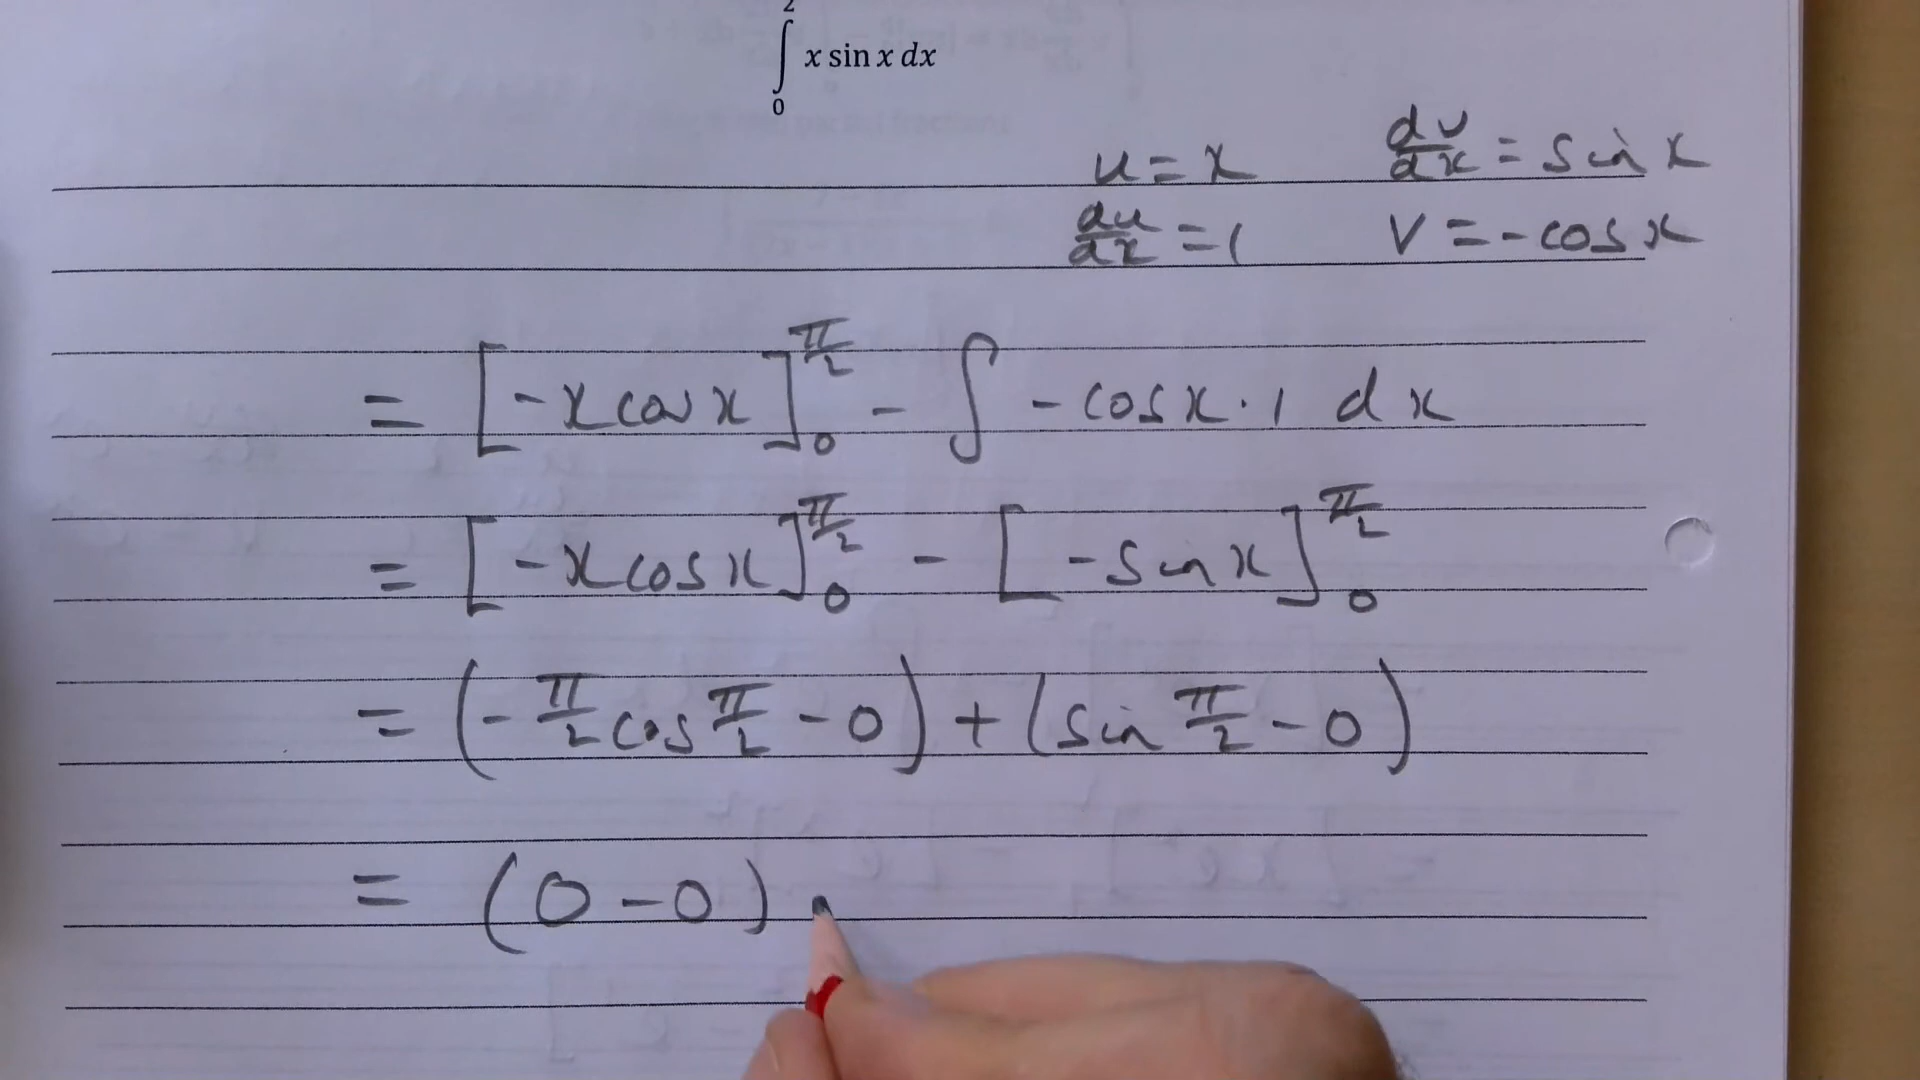 2
∫ x sin x dx
0
u = x    dv/dx = sin x
du/dx = 1    v = -cos x
= [-x cos x]₀^(π/2) - ∫ -cos x · 1 dx
= [-x cos x]₀^(π/2) - [-sin x]₀^(π/2)
= (-π/2 cos π/2 - 0) + (sin π/2 - 0)
= (0 - 0)